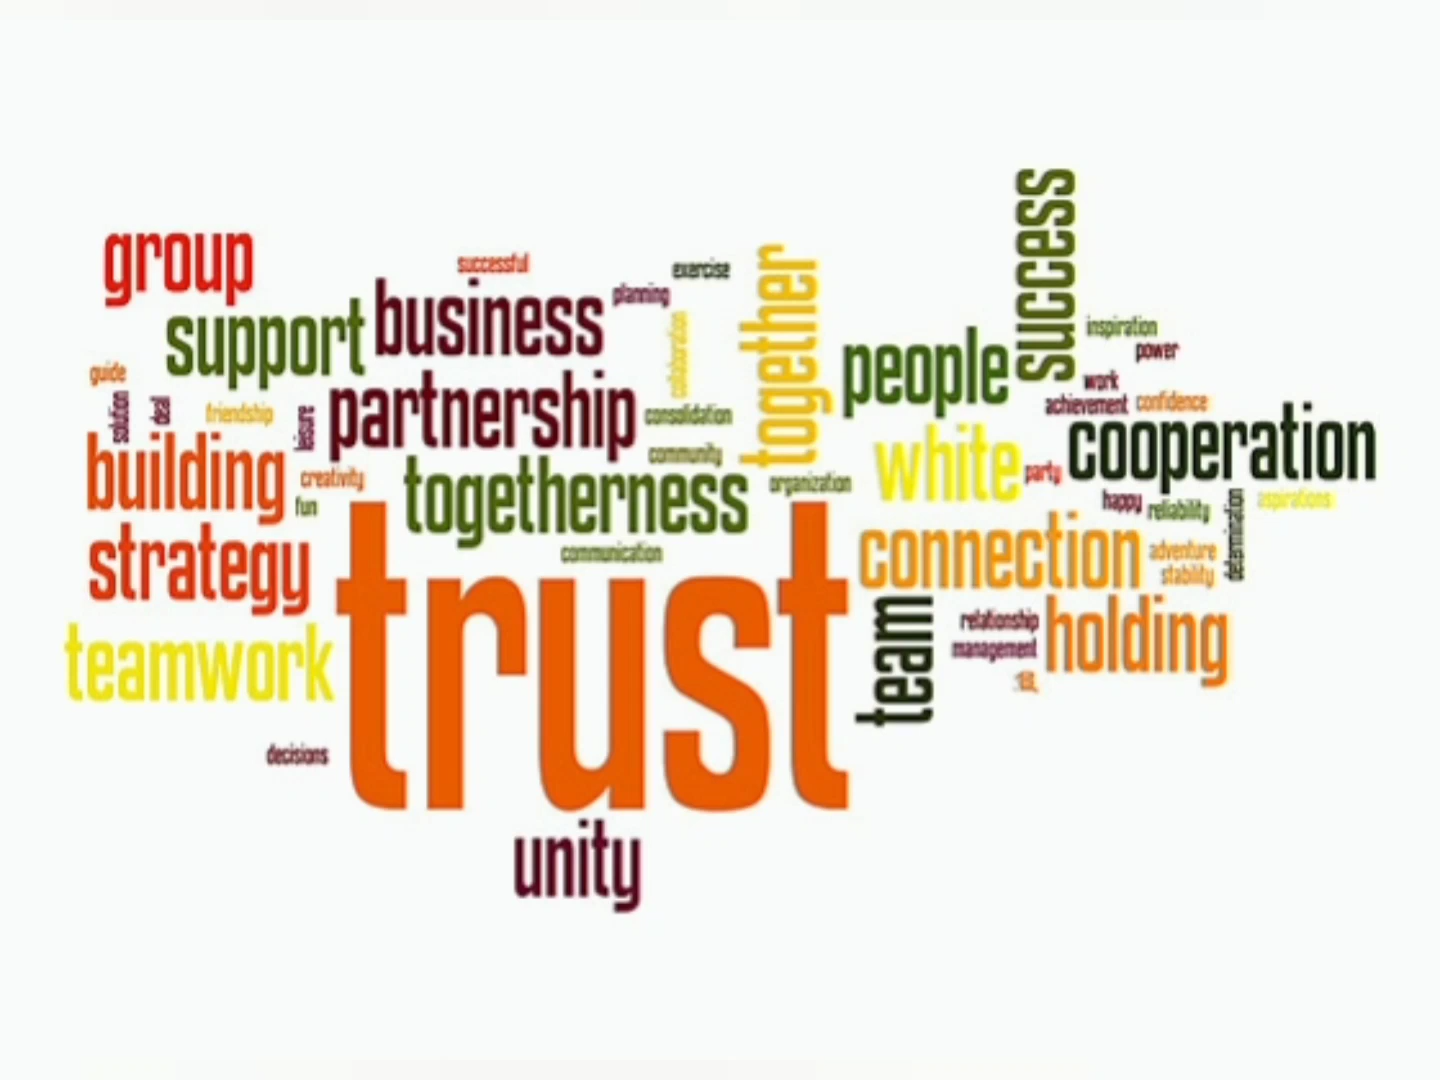 group
successful
exercise
planning
business
support
together
success
people
inspiration
power
work
achievement
confidence
collaboration
guide
solution
deal
friendship
leisure
partnership
consolidation
community
cooperation
building
creativity
fun
togetherness
organization
white
party
happy
reliability
determination
aspirations
strategy
communication
trust
connection
adventure
stability
teamwork
team
relationship
management
holding
decisions
unity